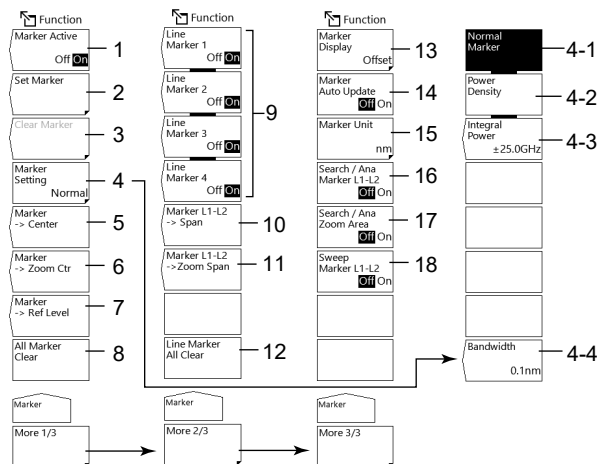 Function
Marker Active
Off On
1
Set Marker
2
Clear Marker
3
Marker
Setting
Normal
4
Marker
-> Center
5
Marker
-> Zoom Ctr
6
Marker
-> Ref Level
7
All Marker
Clear
8
Marker
More 1/3
Function
Line
Marker 1
Off On
Line
Marker 2
Off On
Line
Marker 3
Off On
Line
Marker 4
Off On
9
Marker L1-L2
-> Span
10
Marker L1-L2
->Zoom Span
11
Line Marker
All Clear
12
Marker
More 2/3
Function
Marker
Display
Offset
13
Marker
Auto Update
Off On
14
Marker Unit
nm
15
Search / Ana
Marker L1-L2
Off On
16
Search / Ana
Zoom Area
Off On
17
Sweep
Marker L1-L2
Off On
18
Marker
More 3/3
Normal
Marker
4-1
Power
Density
4-2
Integral
Power
±25.0GHz
4-3
Bandwidth
0.1nm
4-4